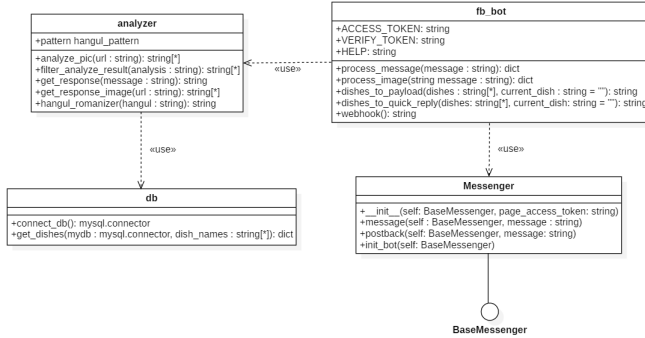 analyzer
+pattern hangul_pattern
+analyze_pic(url : string): string[*]
+filter_analyze_result(analysis : string): string[*]
+get_response(message : string): string
+get_response_image(url : string): string[*]
+hangul_romanizer(hangul : string): string
fb_bot
+ACCESS_TOKEN: string
+VERIFY_TOKEN: string
+HELP: string
+process_message(message : string): dict
+process_image(string message : string): dict
+dishes_to_payload(dishes : string[*], current_dish : string = ""): string
+dishes_to_quick_reply(dishes: string[*], current_dish: string = ""): string
+webhook(): string
«use»
«use»
«use»
db
+connect_db(): mysql.connector
+get_dishes(mydb : mysql.connector, dish_names : string[*]): dict
Messenger
+__init__(self: BaseMessenger, page_access_token: string)
+message(self : BaseMessenger, message : string)
+postback(self: BaseMessenger, message: string)
+init_bot(self: BaseMessenger)
BaseMessenger